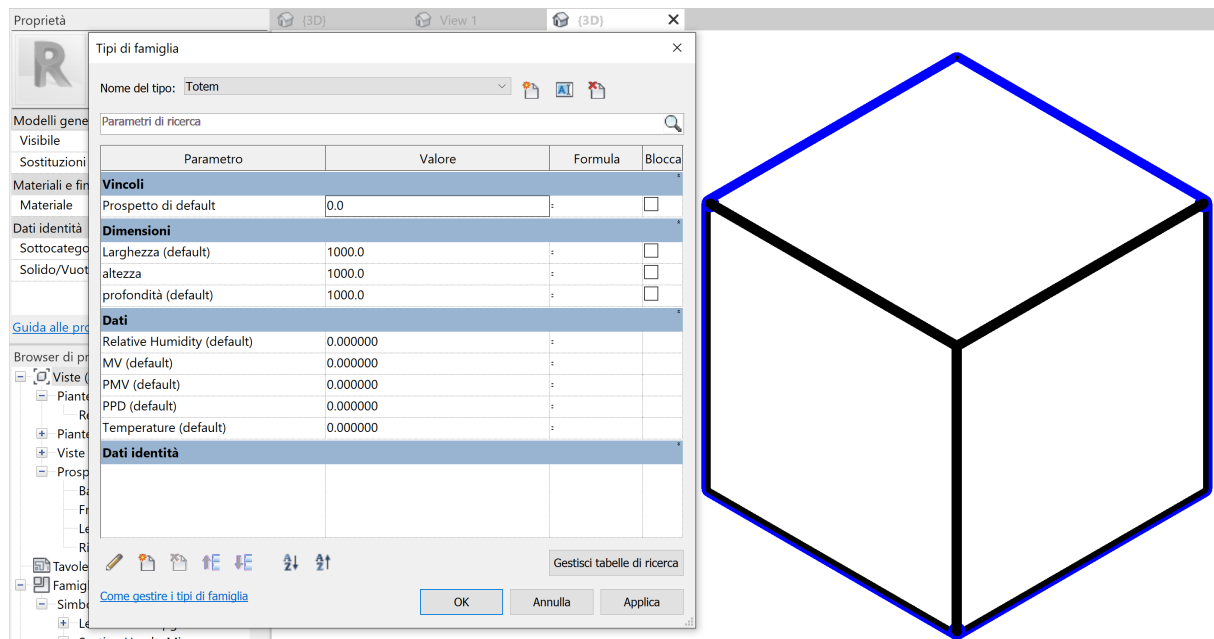 Proprietà
{3D}
View 1
{3D}
Tipi di famiglia
R
Nome del tipo: Totem
Parametri di ricerca
Modelli gene
Visibile
Sostituzioni
Materiali e fin
Materiale
Dati identità
Sottocatego
Solido/Vuot
Guida alle pro
Parametro Valore Formula Blocca
Vincoli
Prospetto di default 0.0 =
Dimensioni
Larghezza (default) 1000.0 =
altezza 1000.0 =
profondità (default) 1000.0 =
Dati
Relative Humidity (default) 0.000000 =
MV (default) 0.000000 =
PMV (default) 0.000000 =
PPD (default) 0.000000 =
Temperature (default) 0.000000 =
Dati identità
Browser di pr
Viste (
Piante
Re
Piante
Viste
Prosp
Ba
Fr
Le
Ri
Tavole
Famigl
Simbo
Le
Gestisci tabelle di ricerca
Come gestire i tipi di famiglia
OK
Annulla
Applica